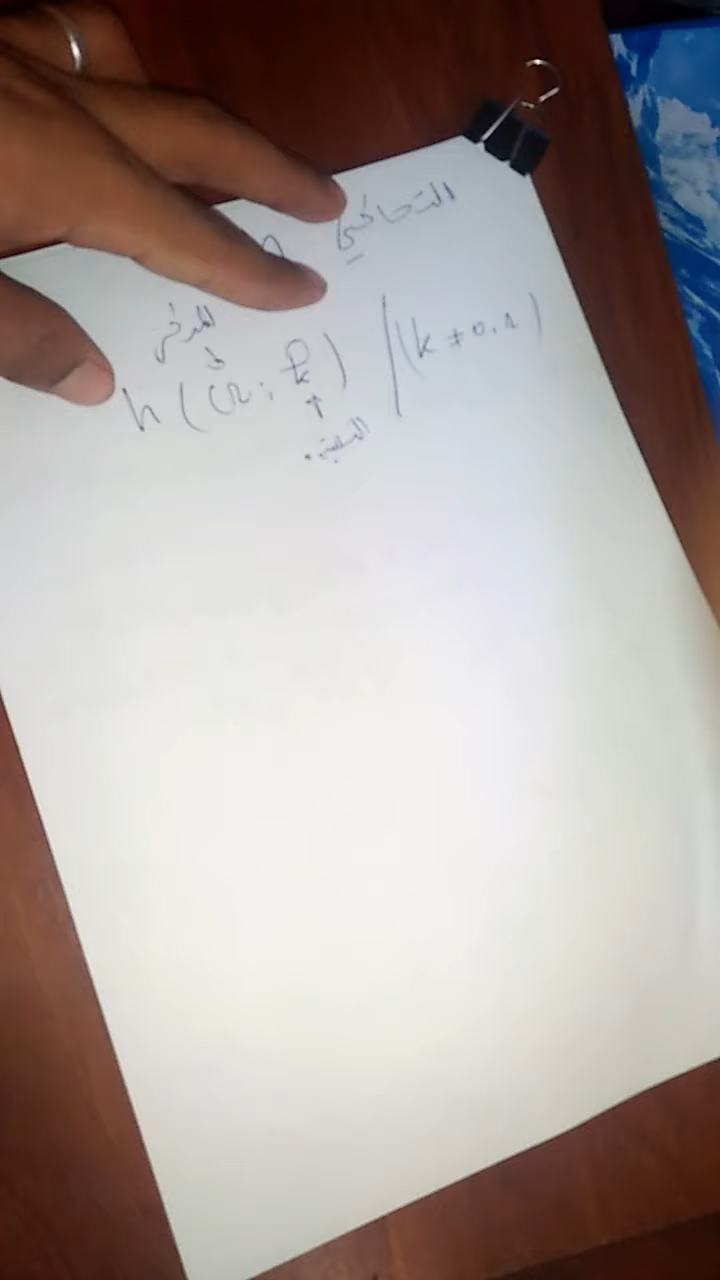 التحاكي h
المركز
h (Ω; k) / (k ≠ 0.1)
النسبة.